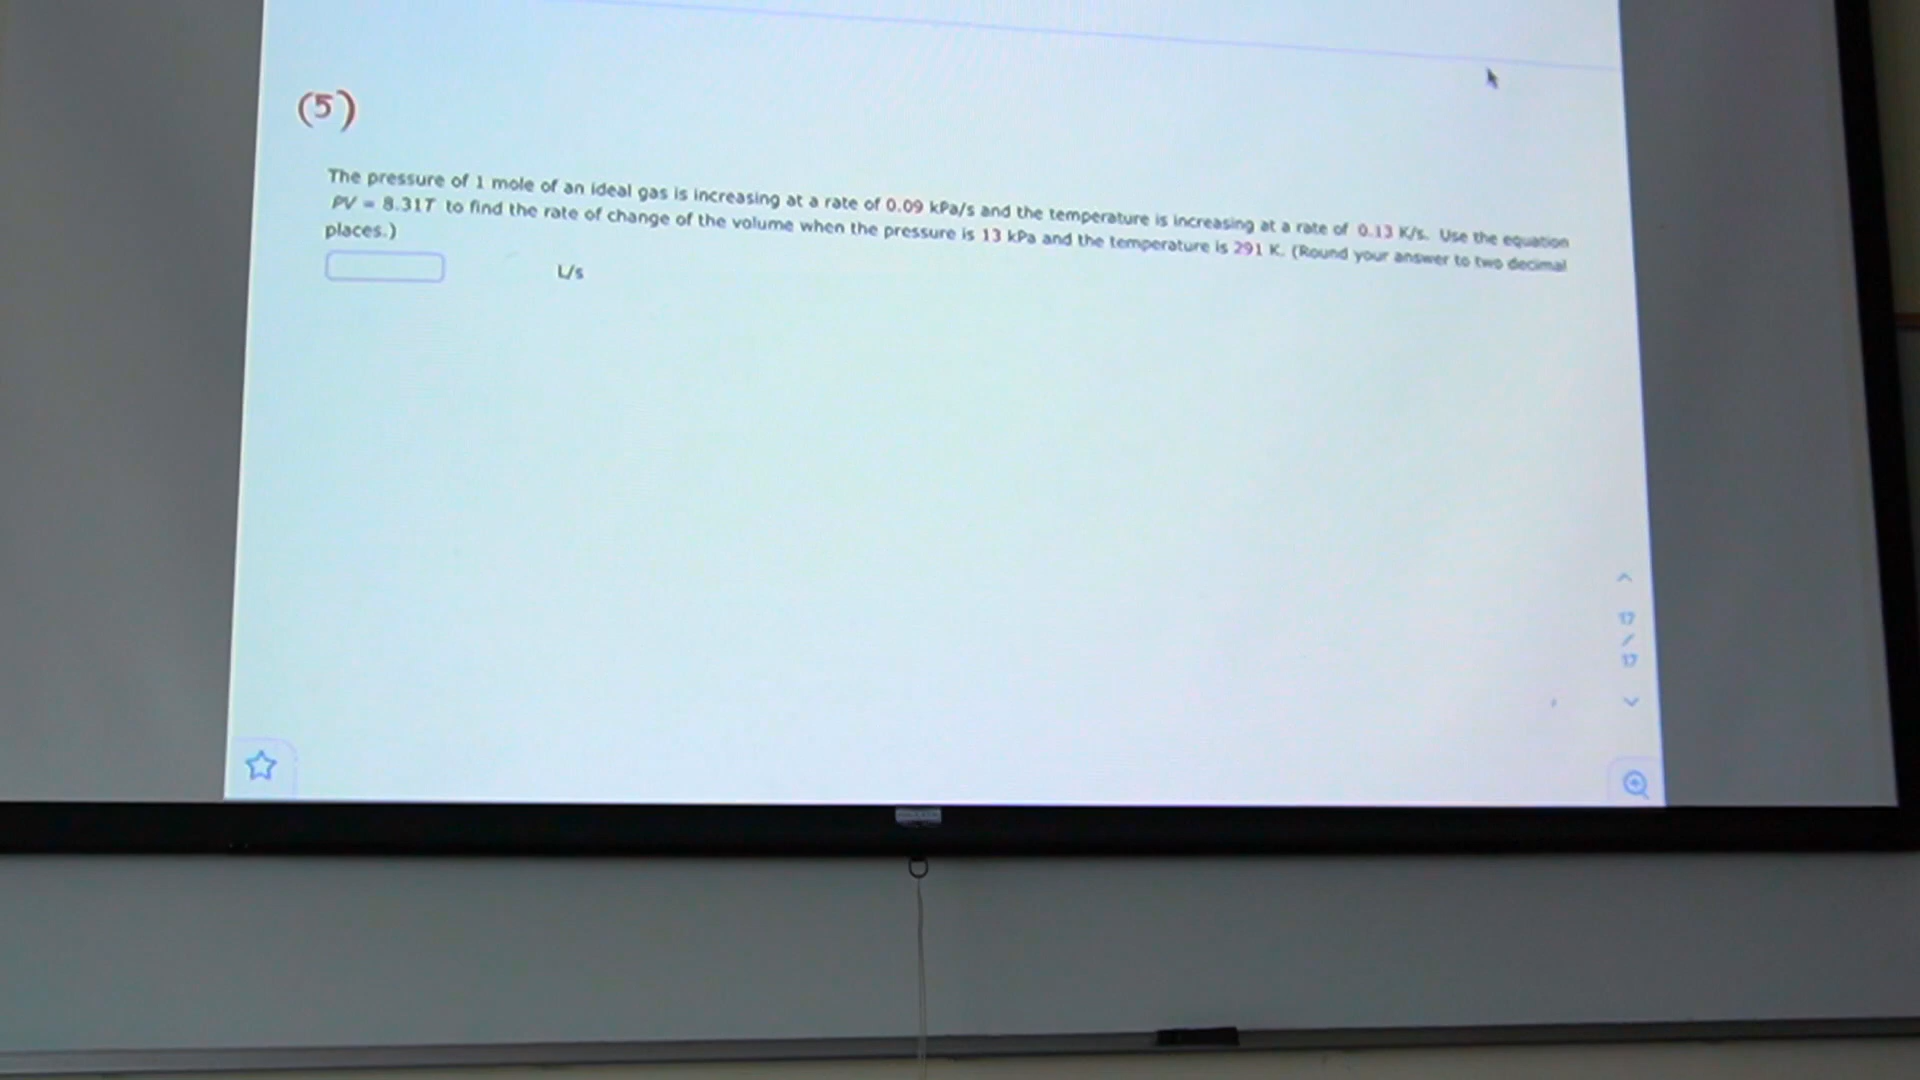 (5)
The pressure of 1 mole of an ideal gas is increasing at a rate of 0.09 kPa/s and the temperature is increasing at a rate of 0.13 K/s. Use the equation
PV = 8.31T to find the rate of change of the volume when the pressure is 13 kPa and the temperature is 291 K. (Round your answer to two decimal
places.)
L/s
17
/
17